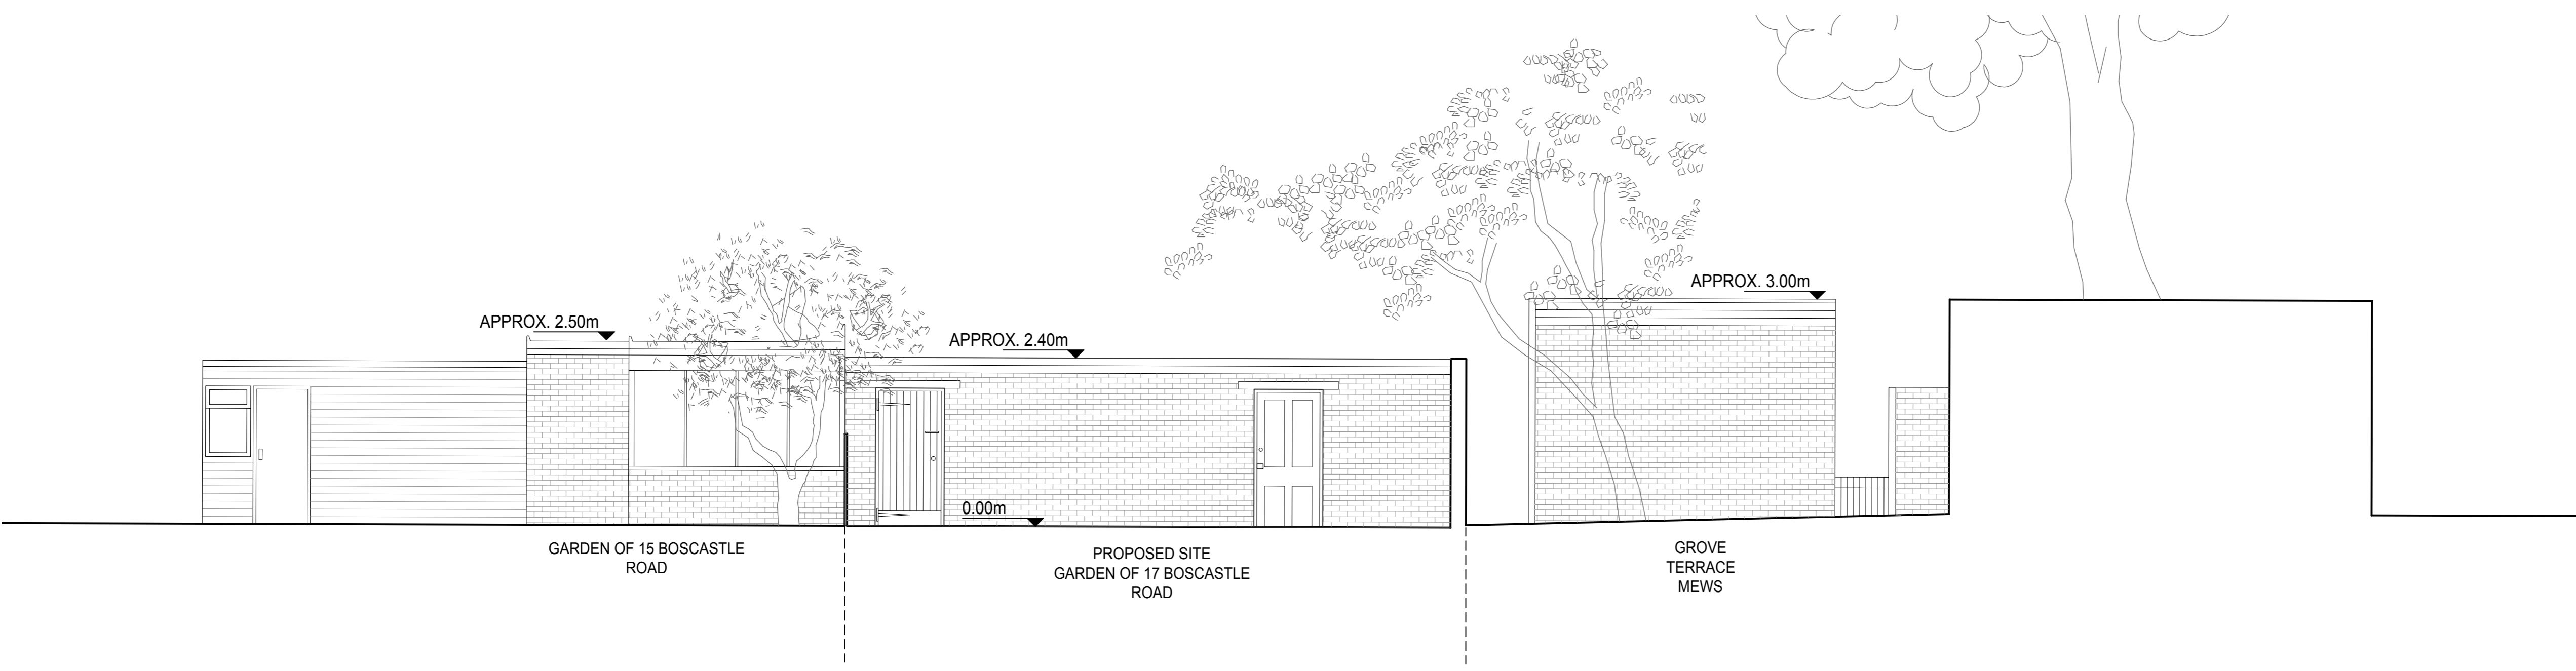 APPROX. 3.00m
APPROX. 2.50m
APPROX. 2.40m
0.00m
GARDEN OF 15 BOSCASTLE
ROAD
PROPOSED SITE
GARDEN OF 17 BOSCASTLE
ROAD
GROVE
TERRACE
MEWS